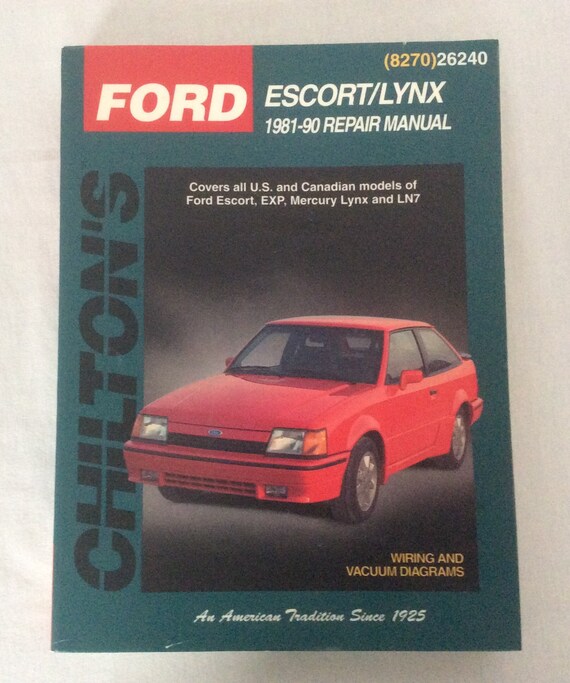 (8270)26240
FORD
ESCORT/LYNX
1981-90 REPAIR MANUAL
CHILTON'S
Covers all U.S. and Canadian models of
Ford Escort, EXP, Mercury Lynx and LN7
Ford
WIRING AND
VACUUM DIAGRAMS
An American Tradition Since 1925